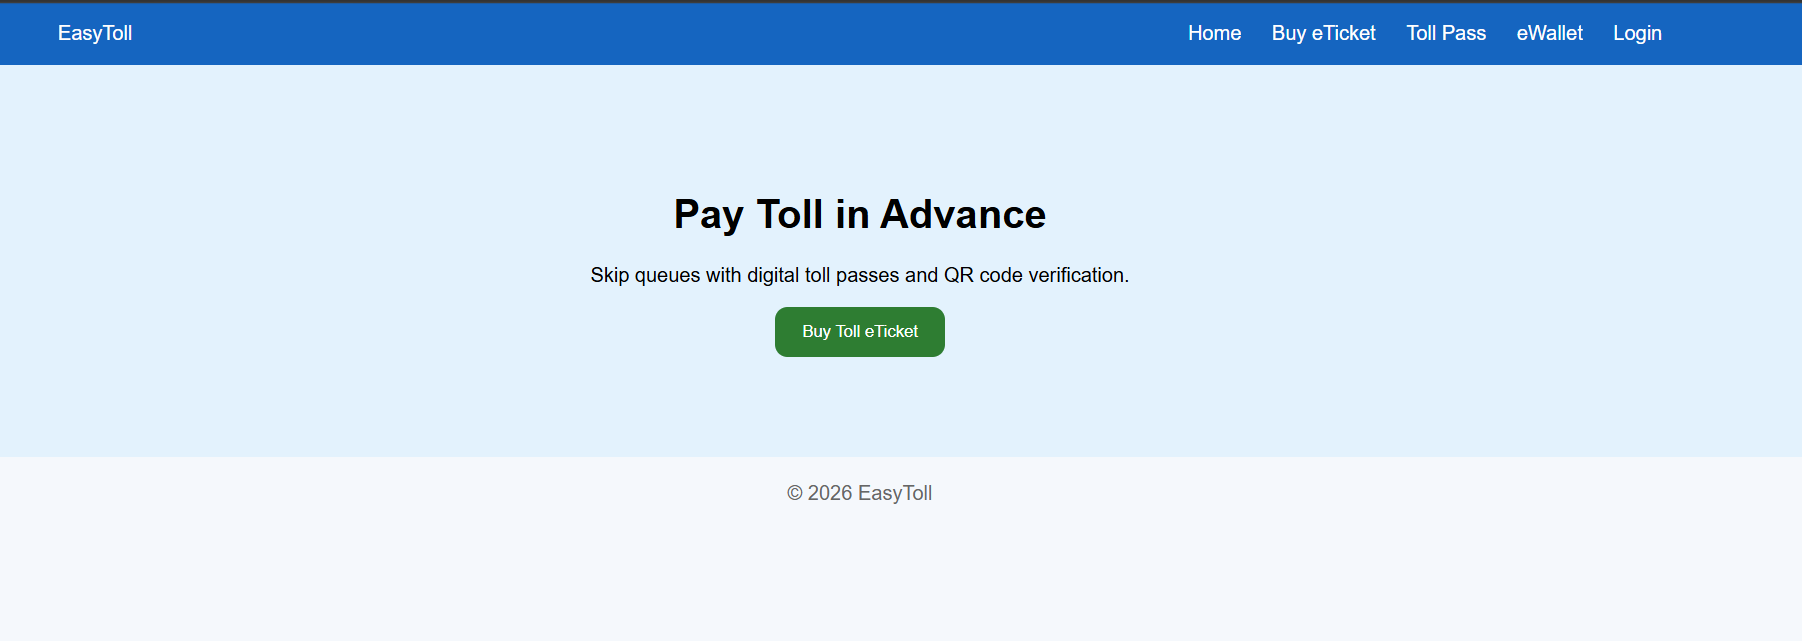 EasyToll
Home Buy eTicket Toll Pass eWallet Login
Pay Toll in Advance
Skip queues with digital toll passes and QR code verification.
Buy Toll eTicket
© 2026 EasyToll